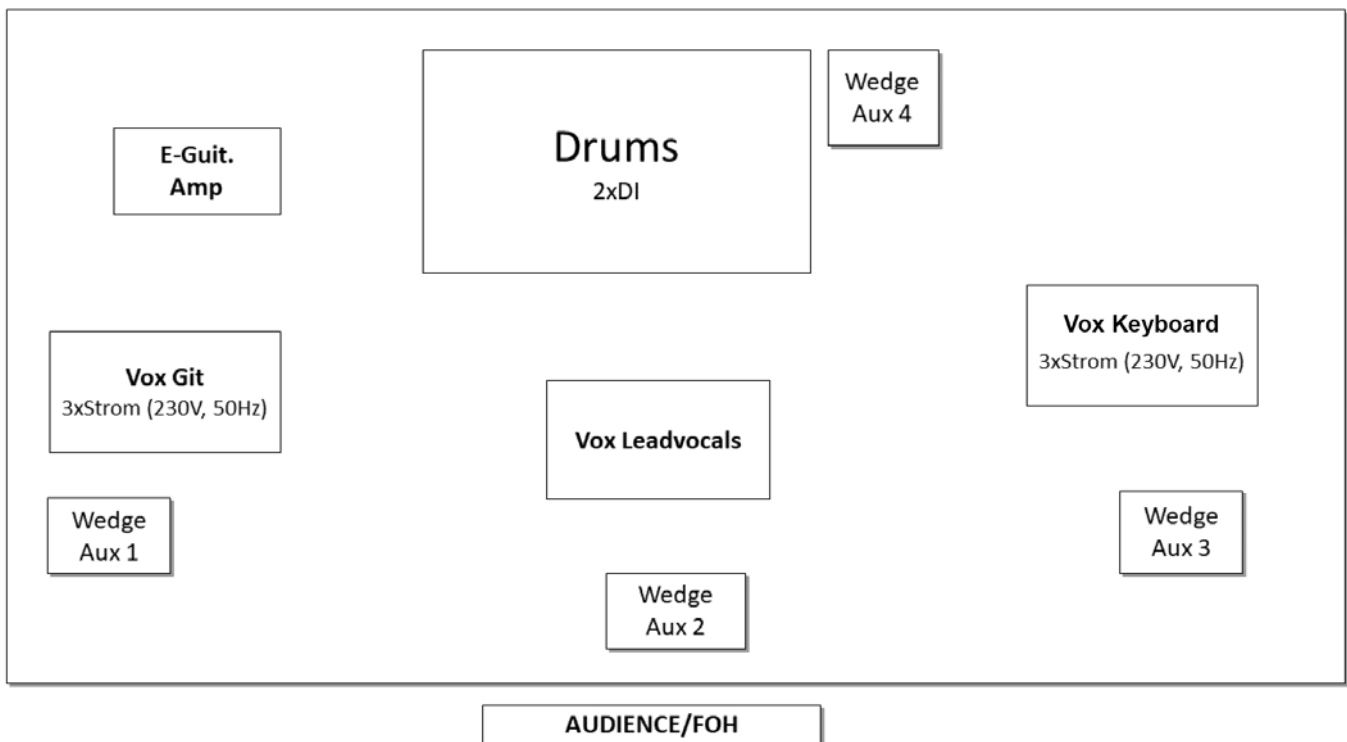 Drums
2xDI
Wedge
Aux 4
E-Guit.
Amp
Vox Git
3xStrom (230V, 50Hz)
Vox Leadvocals
Vox Keyboard
3xStrom (230V, 50Hz)
Wedge
Aux 1
Wedge
Aux 2
Wedge
Aux 3
AUDIENCE/FOH